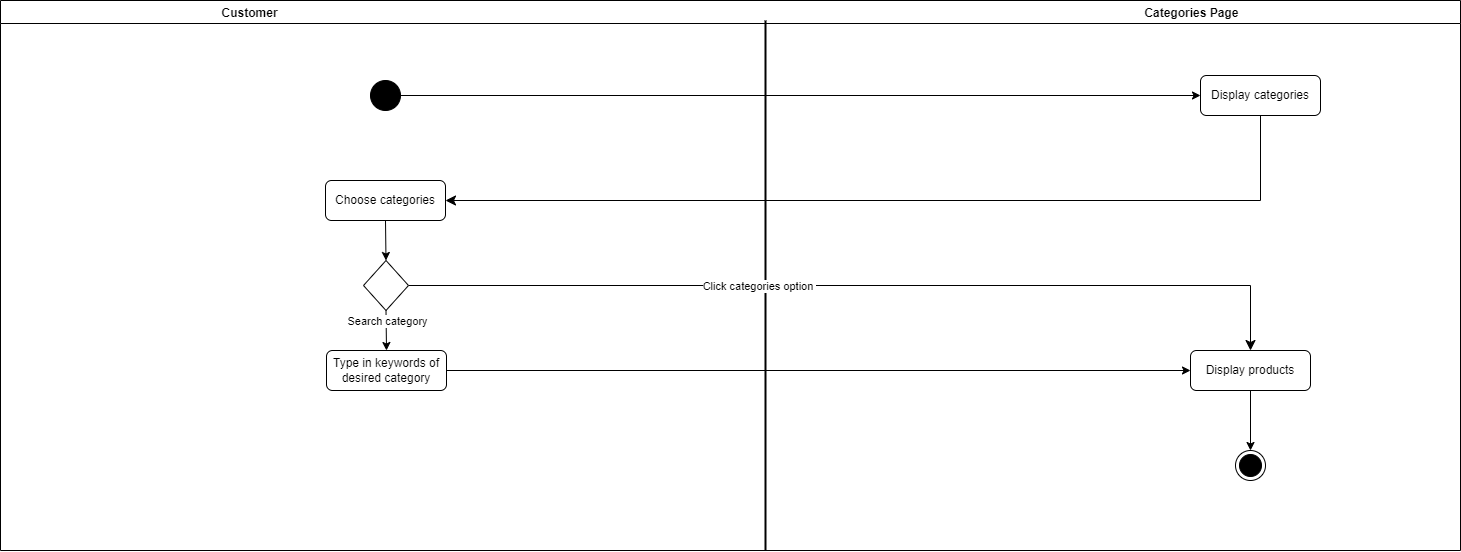 Customer
Categories Page
Display categories
Choose categories
Click categories option
Search category
Type in keywords of
desired category
Display products